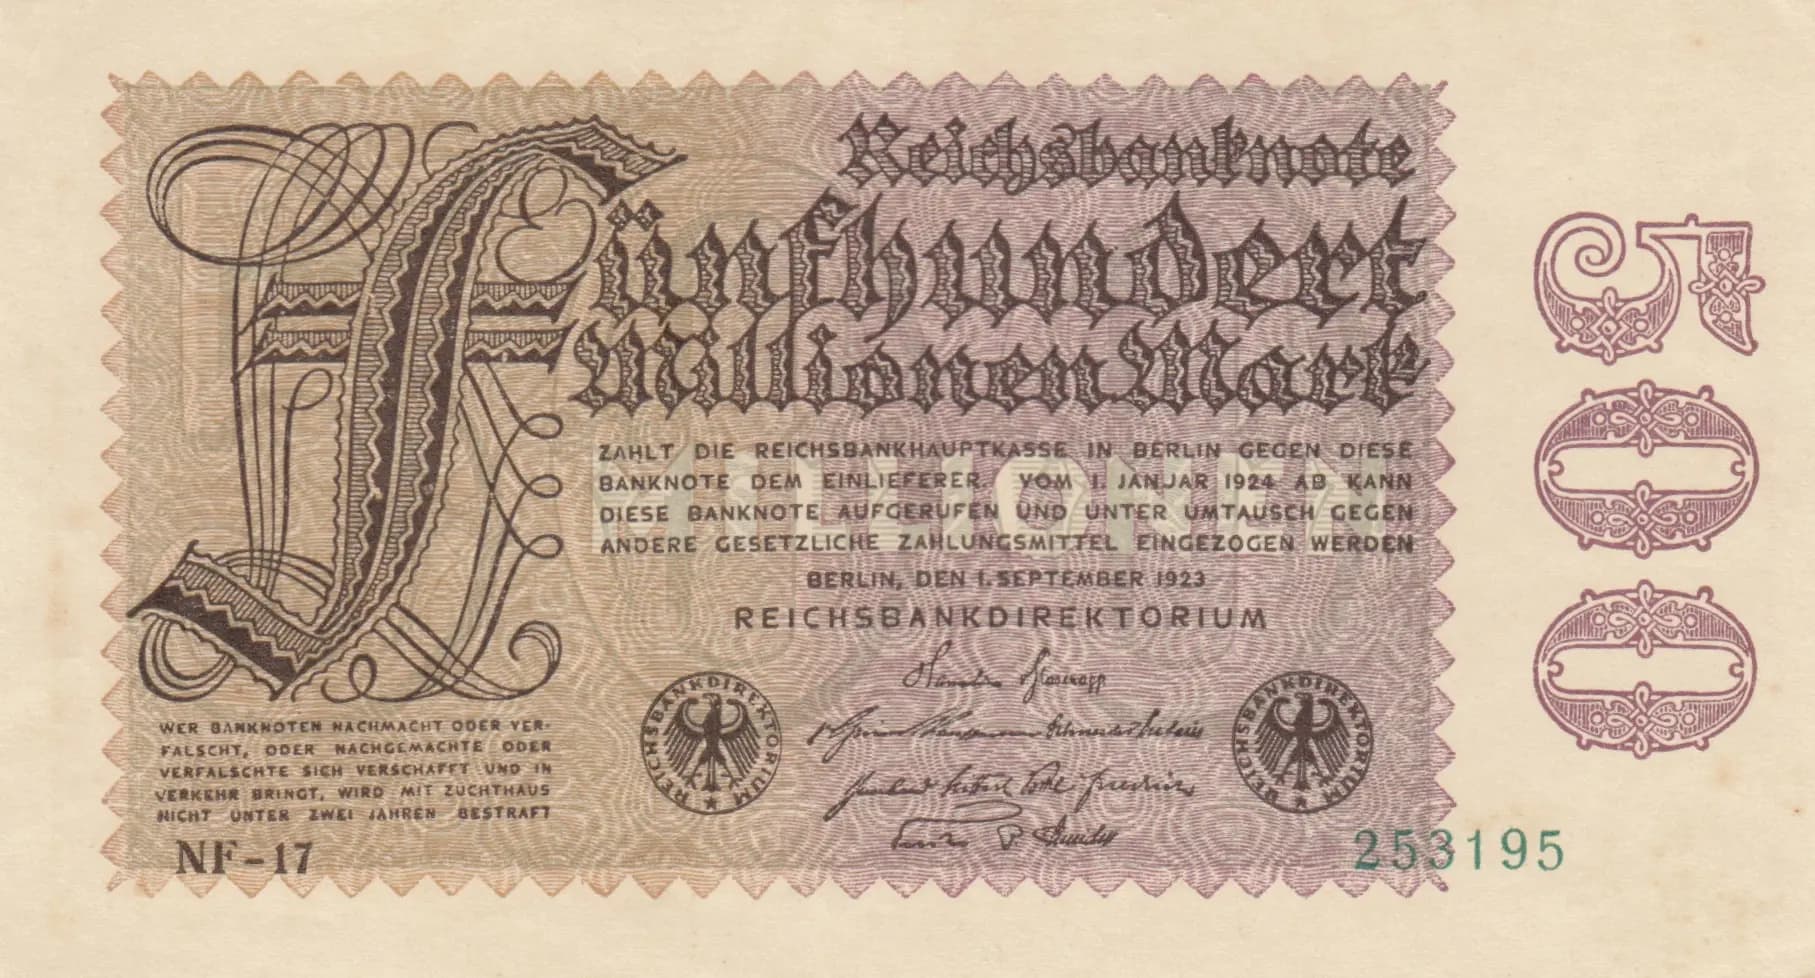 Reichsbanknote
Fünfhundert
Millionen Mark
MILLIONEN
ZAHLT DIE REICHSBANKHAUPTKASSE IN BERLIN GEGEN DIESE
BANKNOTE DEM EINLIEFERER. VOM 1. JANUAR 1924 AB KANN
DIESE BANKNOTE AUFGERUFEN UND UNTER UMTAUSCH GEGEN
ANDERE GESETZLICHE ZAHLUNGSMITTEL EINGEZOGEN WERDEN
BERLIN, DEN 1. SEPTEMBER 1923
REICHSBANKDIREKTORIUM
REICHSBANKDIREKTORIUM
REICHSBANKDIREKTORIUM
WER BANKNOTEN NACHMACHT ODER VER-
FALSCHT, ODER NACHGEMACHTE ODER
VERFALSCHTE SICH VERSCHAFFT UND IN
VERKEHR BRINGT, WIRD MIT ZUCHTHAUS
NICHT UNTER ZWEI JAHREN BESTRAFT
NF-17
253195
500